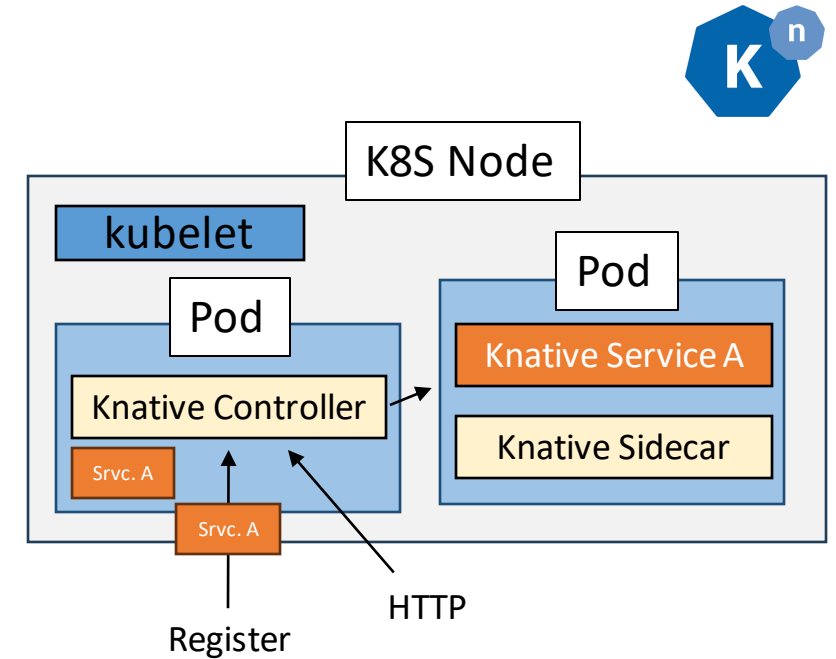 K
n
K8S Node
kubelet
Pod
Pod
Knative Service A
Knative Controller
Knative Sidecar
Srvc. A
Srvc. A
HTTP
Register